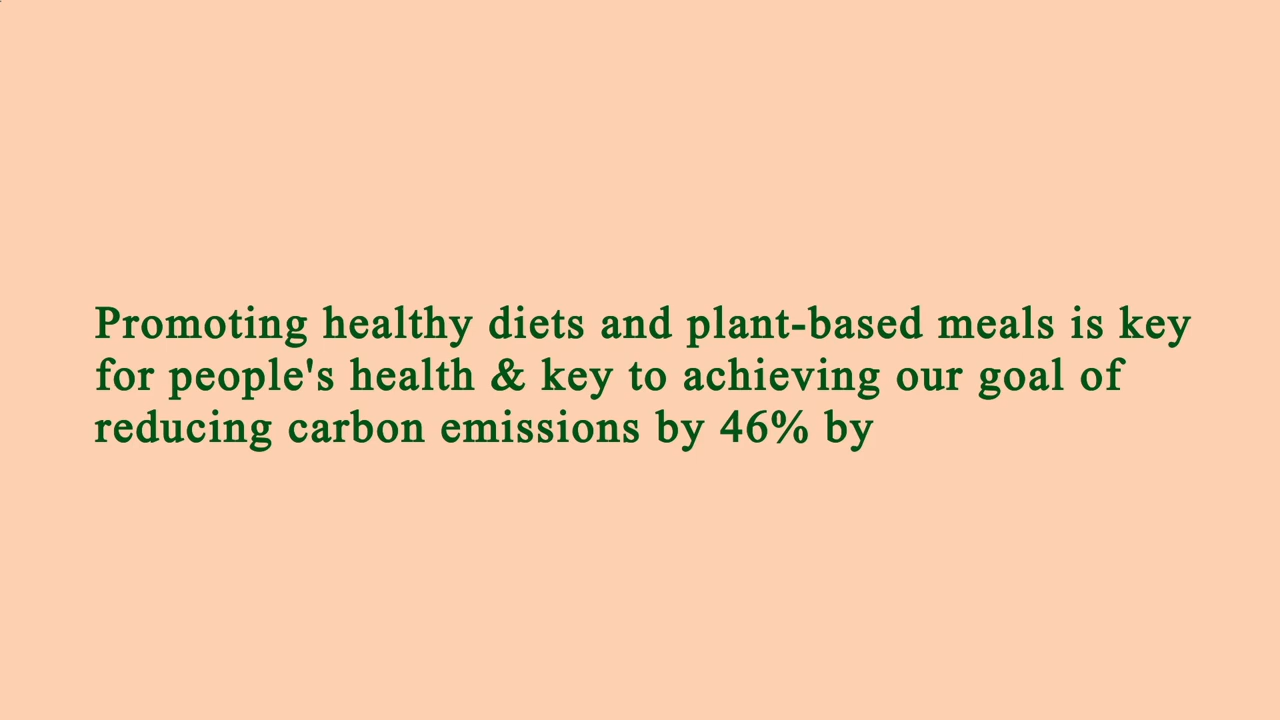 Promoting healthy diets and plant-based meals is key
for people's health & key to achieving our goal of
reducing carbon emissions by 46% by